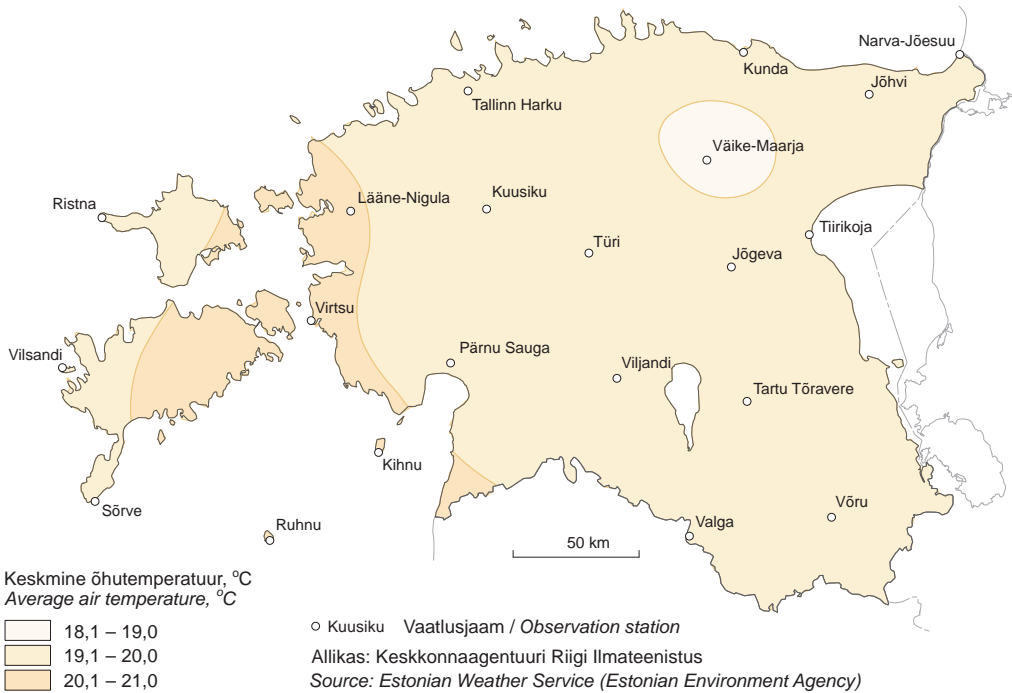 Narva-Jõesuu
Kunda
Jõhvi
Tallinn Harku
Väike-Maarja
Ristna
Lääne-Nigula
Kuusiku
Tiirikoja
Türi
Jõgeva
Virtsu
Vilsandi
Pärnu Sauga
Viljandi
Tartu Tõravere
Kihnu
Sõrve
Ruhnu
Valga
Võru
50 km
Keskmine õhutemperatuur, °C
Average air temperature, °C
18,1 – 19,0
19,1 – 20,0
20,1 – 21,0
Kuusiku Vaatlusjaam / Observation station
Allikas: Keskkonnaagentuuri Riigi Ilmateenistus
Source: Estonian Weather Service (Estonian Environment Agency)